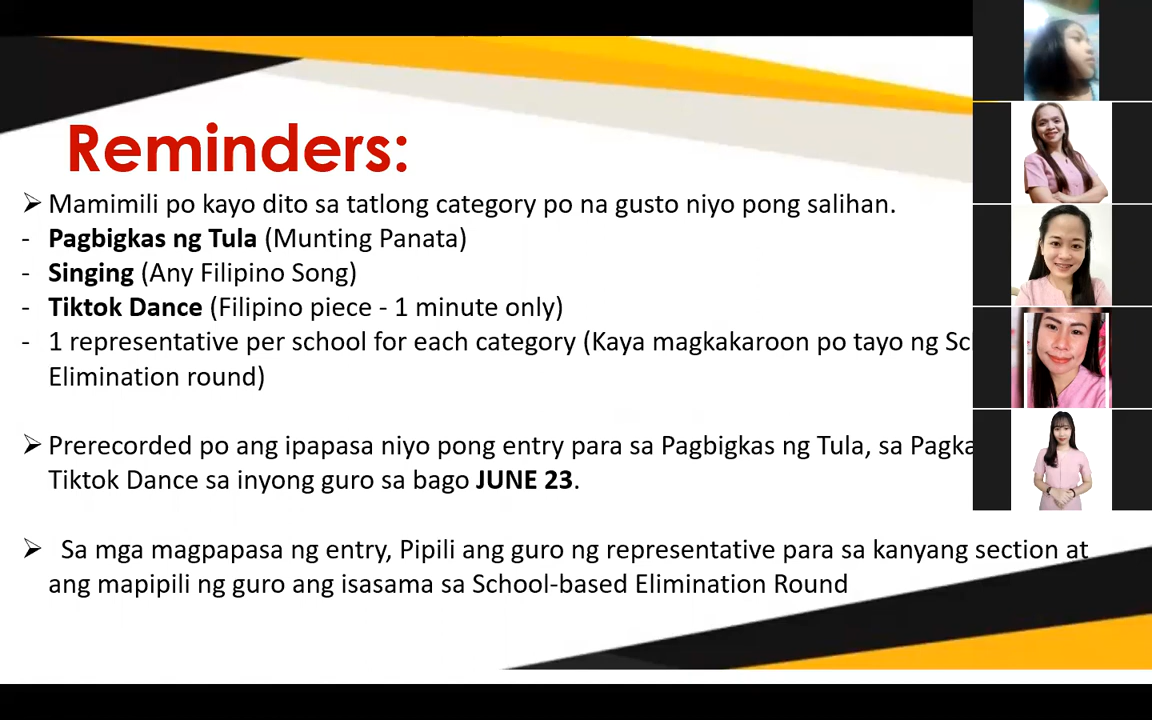 Reminders:
➢ Mamimili po kayo dito sa tatlong category po na gusto niyo pong salihan.
- Pagbigkas ng Tula (Munting Panata)
- Singing (Any Filipino Song)
- Tiktok Dance (Filipino piece - 1 minute only)
- 1 representative per school for each category (Kaya magkakaroon po tayo ng
Elimination round)
➢ Prerecorded po ang ipapasa niyo pong entry para sa Pagbigkas ng Tula, sa
Tiktok Dance sa inyong guro sa bago JUNE 23.
➢ Sa mga magpapasa ng entry, Pipili ang guro ng representative para sa kanyang section at
ang mapipili ng guro ang isasama sa School-based Elimination Round